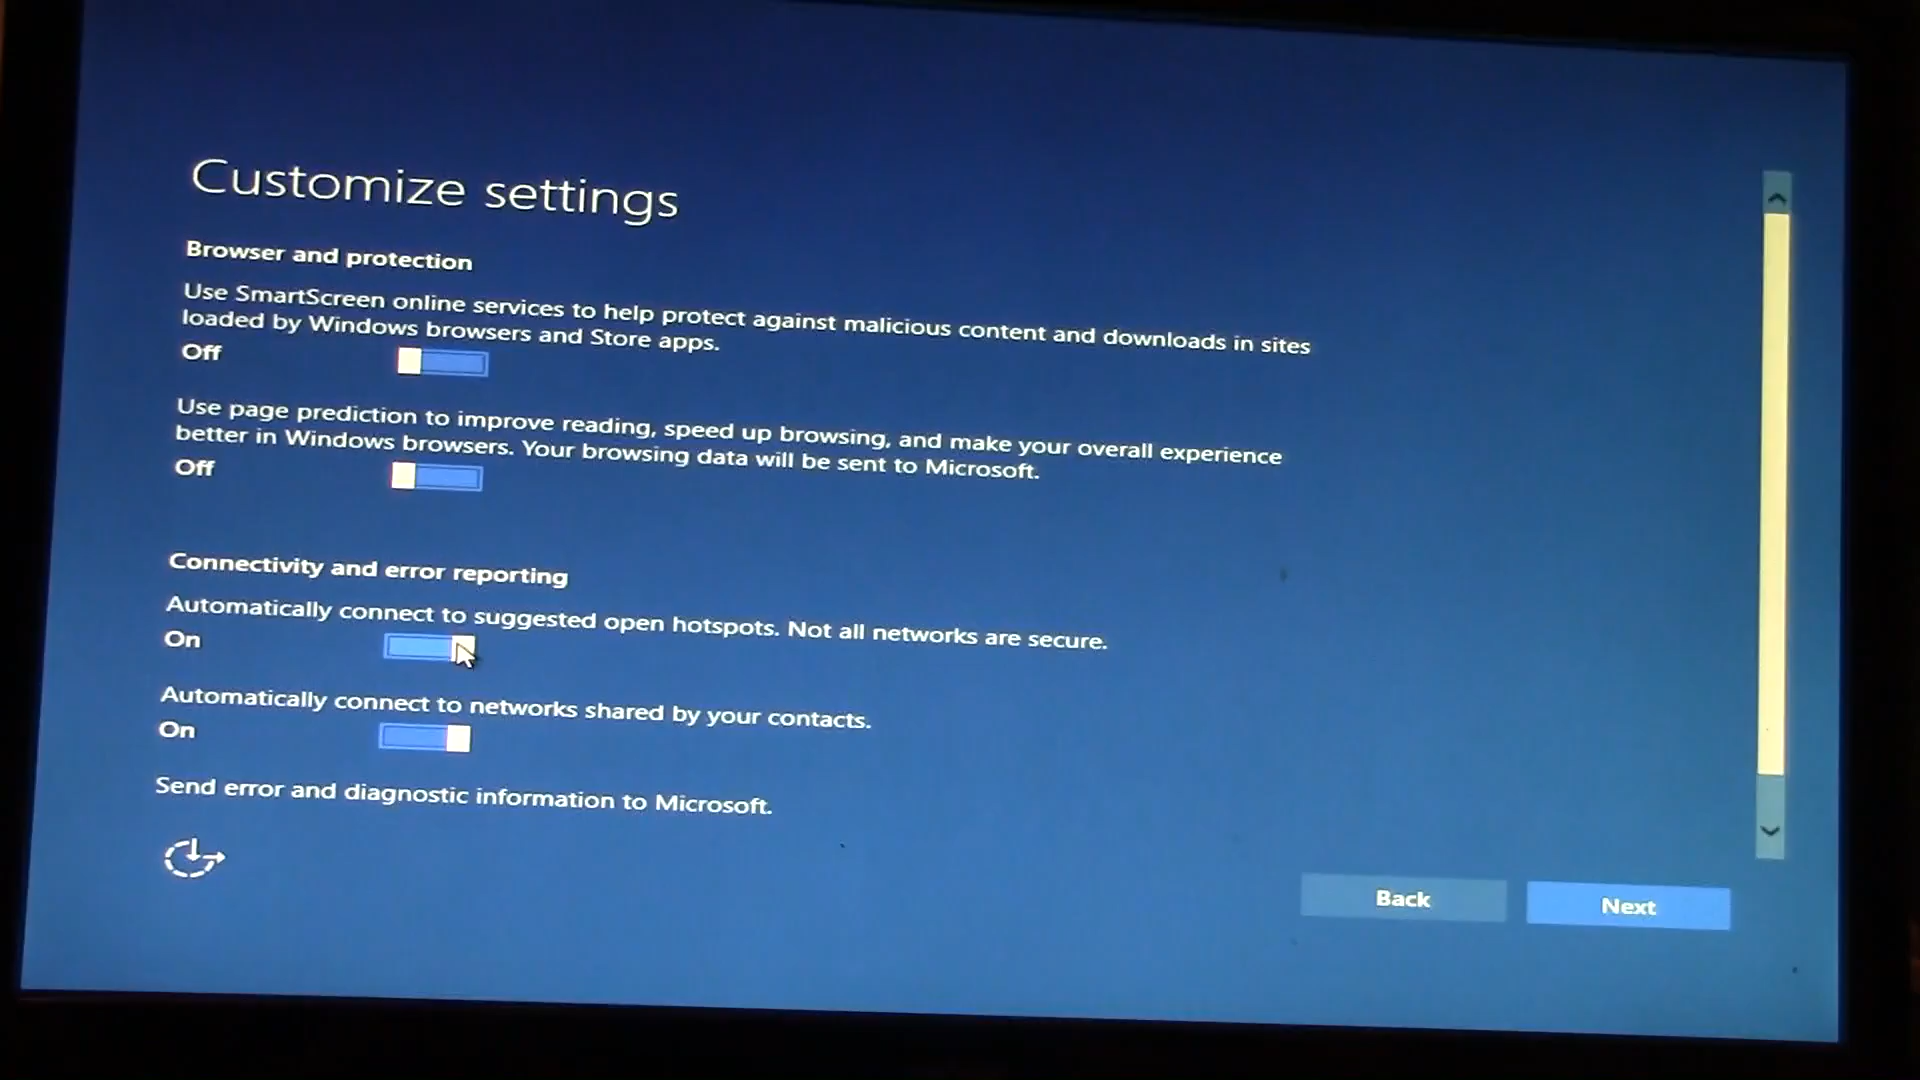 Customize settings
Browser and protection
Use SmartScreen online services to help protect against malicious content and downloads in sites
loaded by Windows browsers and Store apps.
Off
Use page prediction to improve reading, speed up browsing, and make your overall experience
better in Windows browsers. Your browsing data will be sent to Microsoft.
Off
Connectivity and error reporting
Automatically connect to suggested open hotspots. Not all networks are secure.
On
Automatically connect to networks shared by your contacts.
On
Send error and diagnostic information to Microsoft.
Back
Next